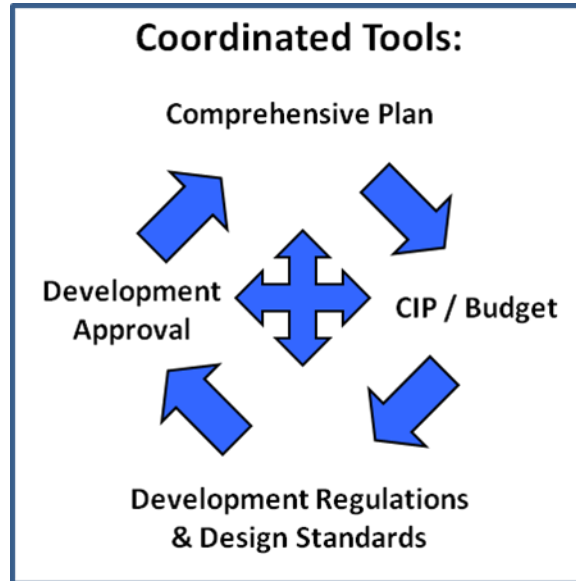 Coordinated Tools:
Comprehensive Plan
Development
Approval
CIP / Budget
Development Regulations
& Design Standards